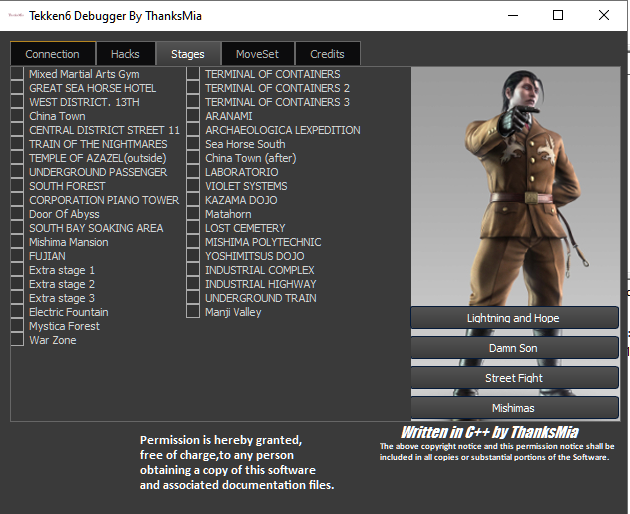 Tekken6 Debugger By ThanksMia
Connection
Hacks
Stages
MoveSet
Credits
Mixed Martial Arts Gym
GREAT SEA HORSE HOTEL
WEST DISTRICT. 13TH
China Town
CENTRAL DISTRICT STREET 11
TRAIN OF THE NIGHTMARES
TEMPLE OF AZAZEL(outside)
UNDERGROUND PASSENGER
SOUTH FOREST
CORPORATION PIANO TOWER
Door Of Abyss
SOUTH BAY SOAKING AREA
Mishima Mansion
FUJIAN
Extra stage 1
Extra stage 2
Extra stage 3
Electric Fountain
Mystica Forest
War Zone
TERMINAL OF CONTAINERS
TERMINAL OF CONTAINERS 2
TERMINAL OF CONTAINERS 3
ARANAMI
ARCHAEOLOGICA LEXPEDITION
Sea Horse South
China Town (after)
LABORATORIO
VIOLET SYSTEMS
KAZAMA DOJO
Matahorn
LOST CEMETERY
MISHIMA POLYTECHNIC
YOSHIMITSUS DOJO
INDUSTRIAL COMPLEX
INDUSTRIAL HIGHWAY
UNDERGROUND TRAIN
Manji Valley
Lightning and Hope
Damn Son
Street Fight
Mishimas
Permission is hereby granted,
free of charge,to any person
obtaining a copy of this software
and associated documentation files.
Written in C++ by ThanksMia
The above copyright notice and this permission notice shall be
included in all copies or substantial portions of the Software.